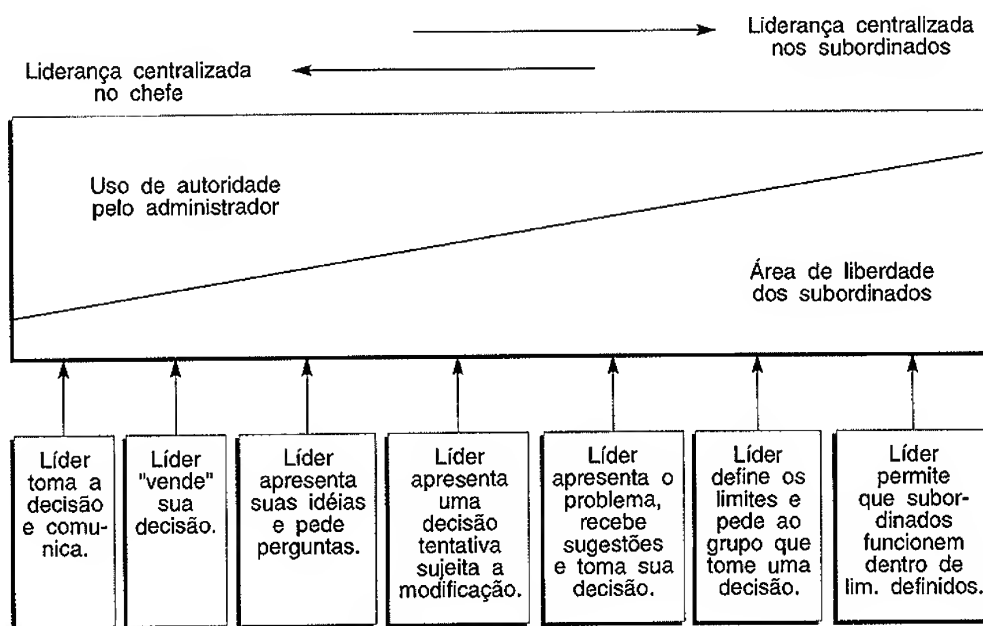 Liderança centralizada
nos subordinados
Liderança centralizada
no chefe
Uso de autoridade
pelo administrador
Área de liberdade
dos subordinados
Líder
toma a
decisão
e comu-
nica.
Líder
"vende"
sua
decisão.
Líder
apresenta
suas idéias
e pede
perguntas.
Líder
apresenta
uma
decisão
tentativa
sujeita a
modificação.
Líder
apresenta o
problema,
recebe
sugestões
e toma sua
decisão.
Líder
define os
limites e
pede ao
grupo que
tome uma
decisão.
Líder
permite
que subor-
dinados
funcionem
dentro de
lim. definidos.